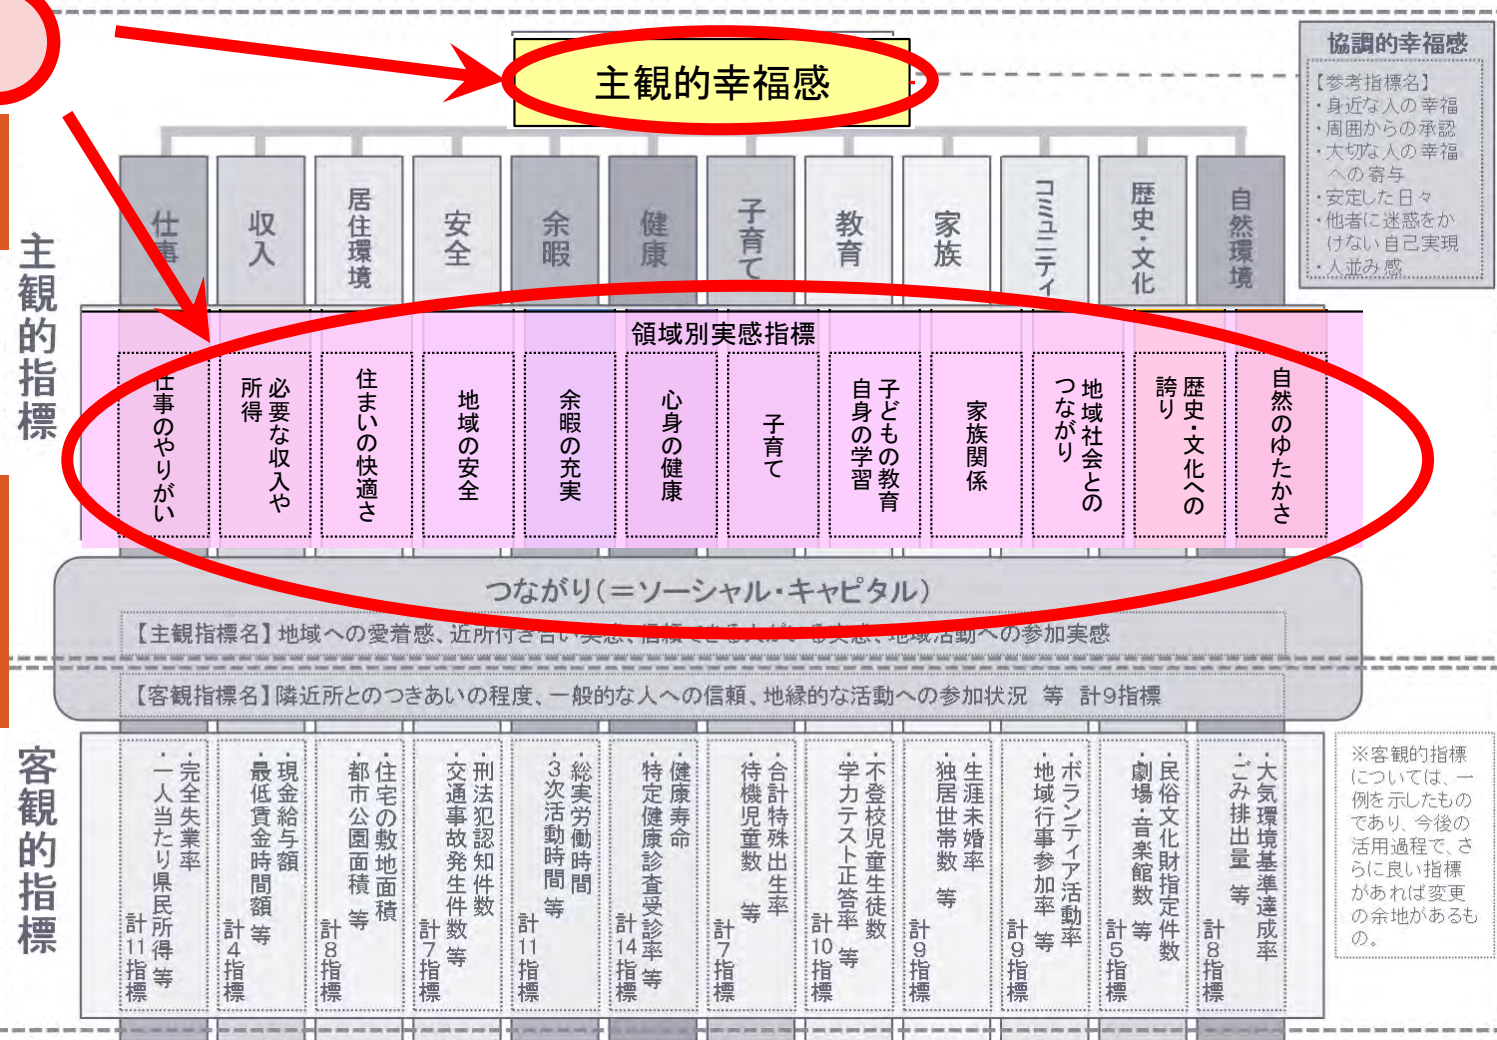 主観的幸福感
協調的幸福感
【参考指標名】
・身近な人の幸福
・周囲からの承認
・大切な人の幸福
への寄与
・安定した日々
・他者に迷惑をか
けない自己実現
・人並み感
主観的指標
仕事
収入
居住環境
安全
余暇
健康
子育て
教育
家族
コミュニティ
歴史・文化
自然環境
領域別実感指標
仕事のやりがい
必要な収入や
所得
住まいの快適さ
地域の安全
余暇の充実
心身の健康
子育て
子どもの教育
自身の学習
家族関係
地域社会との
つながり
歴史・文化への
誇り
自然のゆたかさ
つながり(=ソーシャル・キャピタル)
【主観指標名】地域への愛着感、近所付き合い実感、信頼できる人がいる実感、地域活動への参加実感
【客観指標名】隣近所とのつきあいの程度、一般的な人への信頼、地縁的な活動への参加状況 等 計9指標
客観的指標
・完全失業率
・一人当たり県民所得 等
計11指標
・現金給与額
・最低賃金時間額 等
計4指標
・住宅の敷地面積
・都市公園面積 等
計8指標
・刑法犯認知件数
・交通事故発生件数 等
計7指標
・総実労働時間
・3次活動時間 等
計11指標
・健康寿命
・特定健康診査受診率 等
計14指標
・合計特殊出生率
・待機児童数 等
計7指標
・不登校児童生徒数
・学力テスト正答率 等
計10指標
・生涯未婚率
・独居世帯数 等
計9指標
・ボランティア活動率
・地域行事参加率 等
計9指標
・民俗文化財指定件数
・劇場・音楽館数 等
計5指標
・大気環境基準達成率
・ごみ排出量 等
計8指標
※客観的指標
については、一
例を示したもの
であり、今後の
活用過程で、さ
らに良い指標
があれば変更
の余地があるも
の。